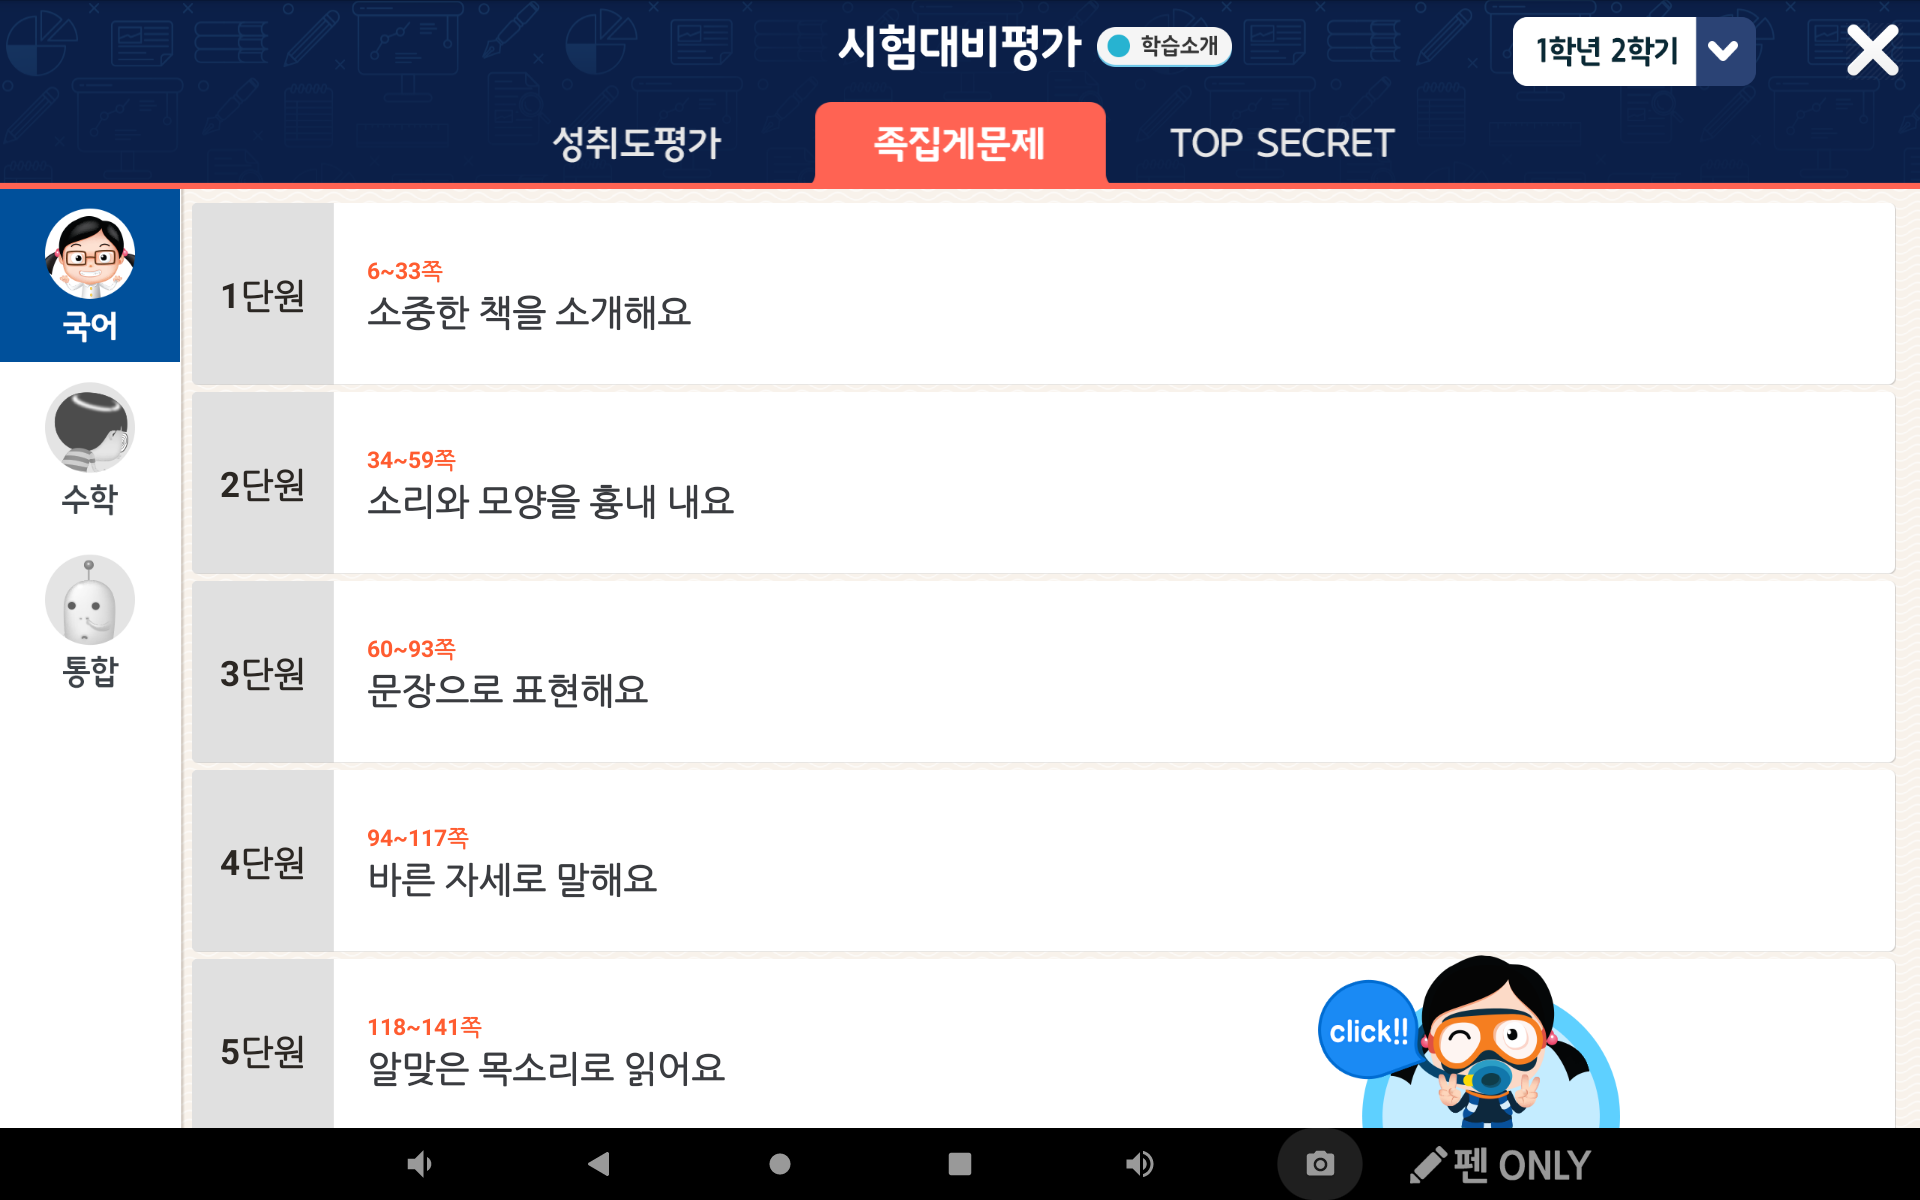 시험대비평가
학습소개
1학년 2학기
성취도평가
족집게문제
TOP SECRET
국어
수학
통합
1단원
6~33쪽
소중한 책을 소개해요
2단원
34~59쪽
소리와 모양을 흉내 내요
3단원
60~93쪽
문장으로 표현해요
4단원
94~117쪽
바른 자세로 말해요
5단원
118~141쪽
알맞은 목소리로 읽어요
click!!
펜 ONLY